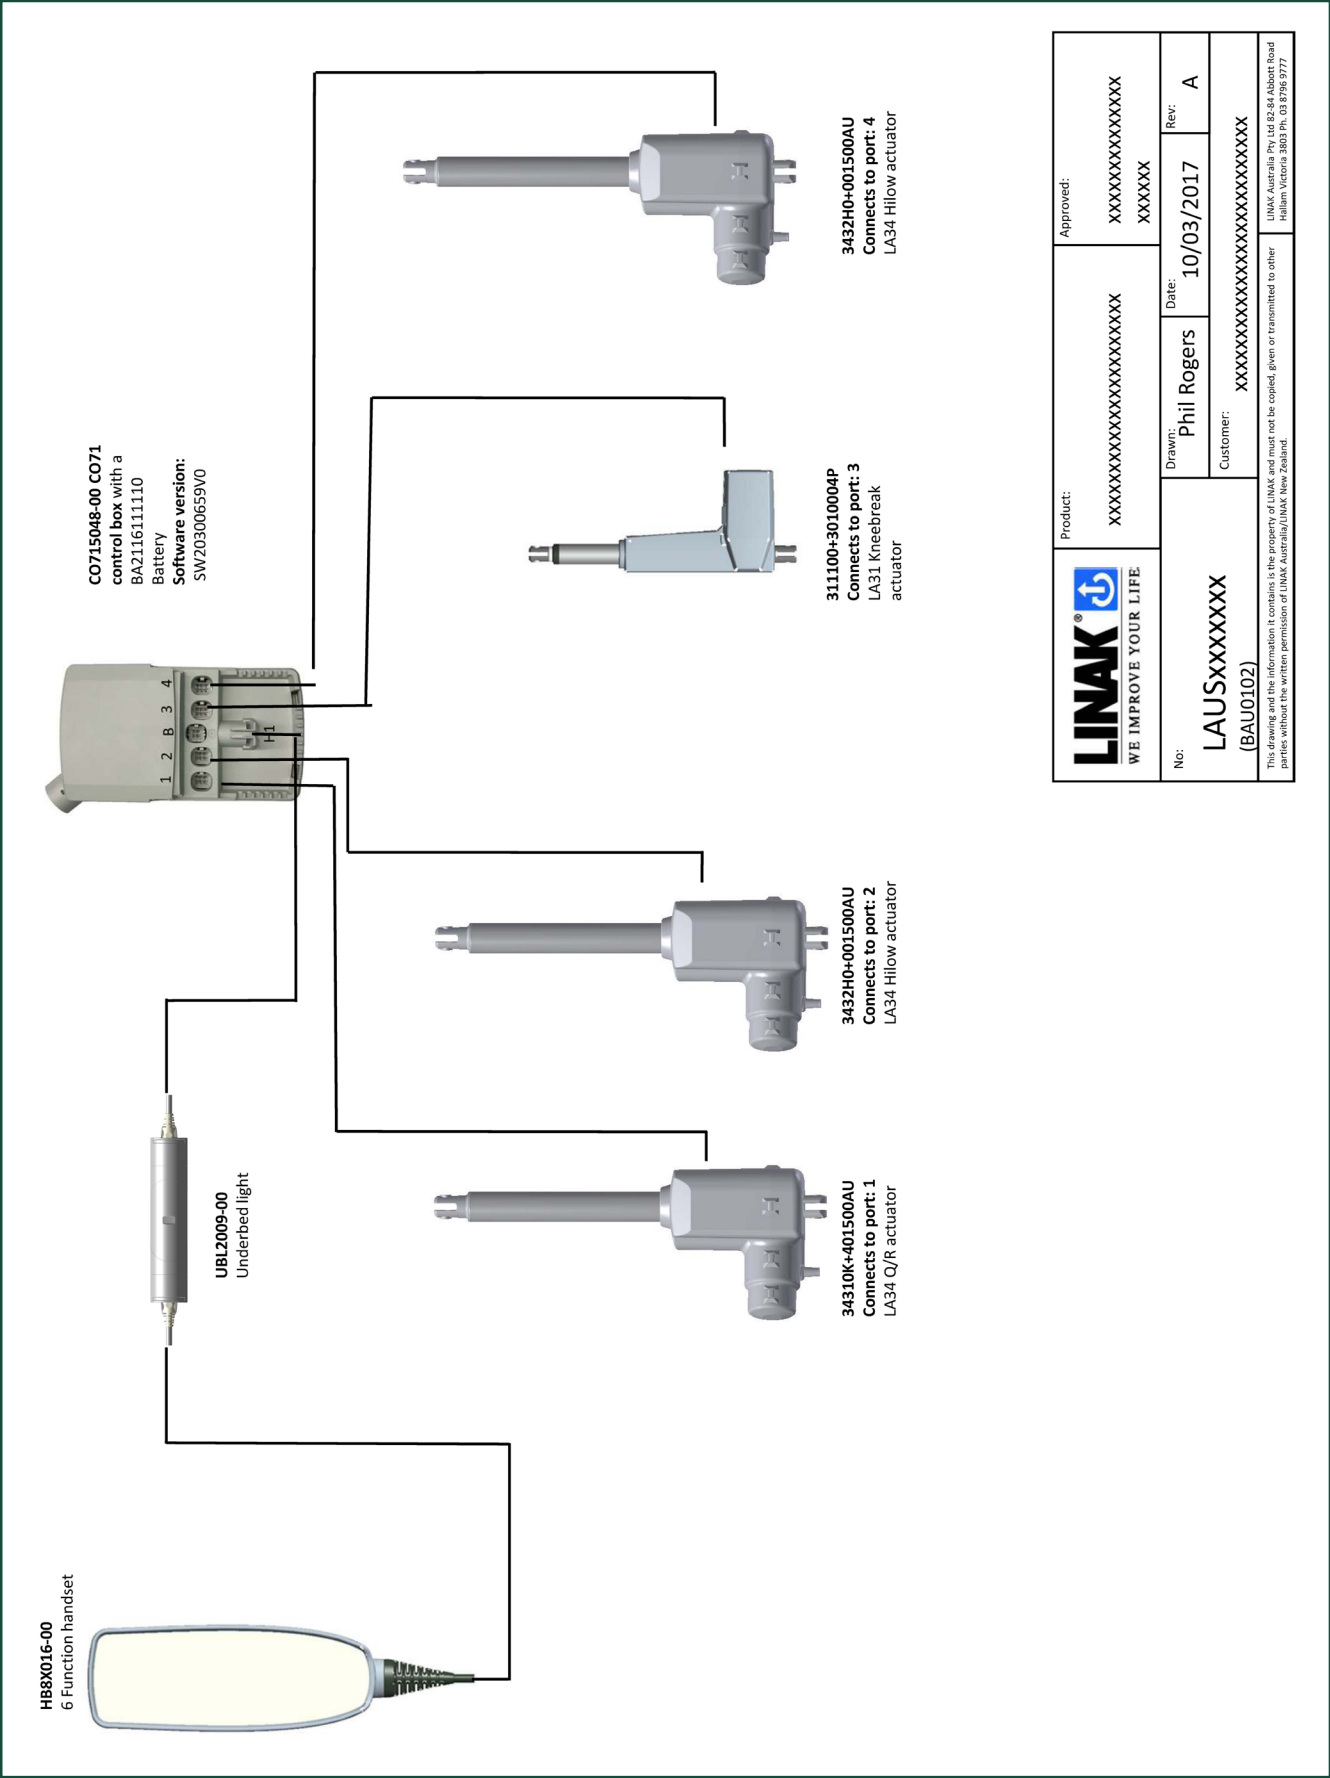 HB8X016-00
6 Function handset
UBL2009-00
Underbed light
CO715048-00 CO71
control box with a
BA21161111110
Battery
Software version:
SW20300659V0
1 2 B 3 4
H1
34310K+401500AU
Connects to port: 1
LA34 Q/R actuator
3432H0+001500AU
Connects to port: 2
LA34 Hilow actuator
311100+3010004P
Connects to port: 3
LA31 Kneebreak
actuator
3432H0+001500AU
Connects to port: 4
LA34 Hilow actuator
LINAK®
WE IMPROVE YOUR LIFE
Product:
XXXXXXXXXXXXXXXXXXXXXX
Approved:
XXXXXXXXXXXXXX
XXXXXX
No:
LAUSxxxxxxx
(BAU0102)
Drawn:
Phil Rogers
Date:
10/03/2017
Rev:
A
Customer:
XXXXXXXXXXXXXXXXXXXXXXXXXX
This drawing and the information it contains is the property of LINAK and must not be copied, given or transmitted to other
parties without the written permission of LINAK Australia/LINAK New Zealand.
LINAK Australia Pty Ltd 82-84 Abbott Road
Hallam Victoria 3803 Ph. 03 8796 9777